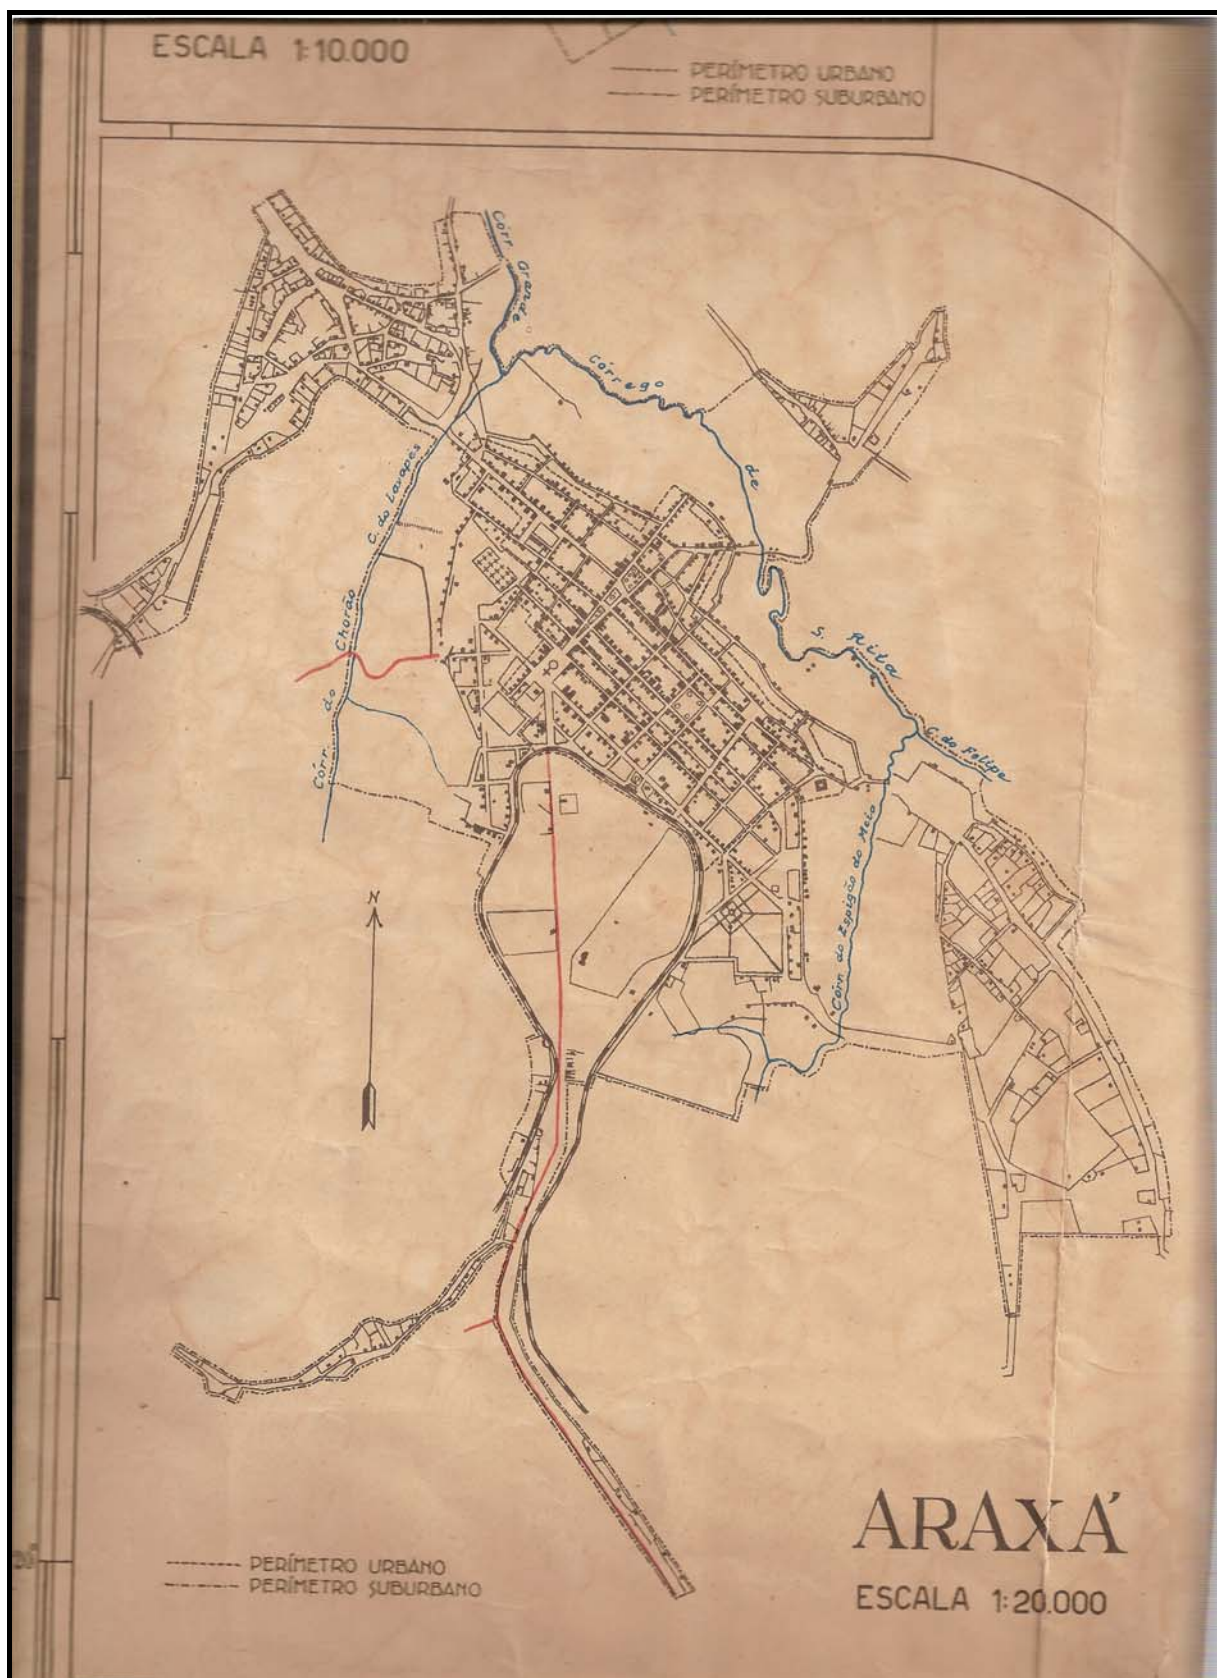 ESCALA 1:10.000
PERÍMETRO URBANO
PERÍMETRO SUBURBANO
Córr. Grande
Córrego de S. Rita
C. do Lavapés
Córr. do Chorão
C. do Felipe
Córr. do Espigão do Meio
N
ARAXÁ
ESCALA 1:20.000
PERÍMETRO URBANO
PERÍMETRO SUBURBANO